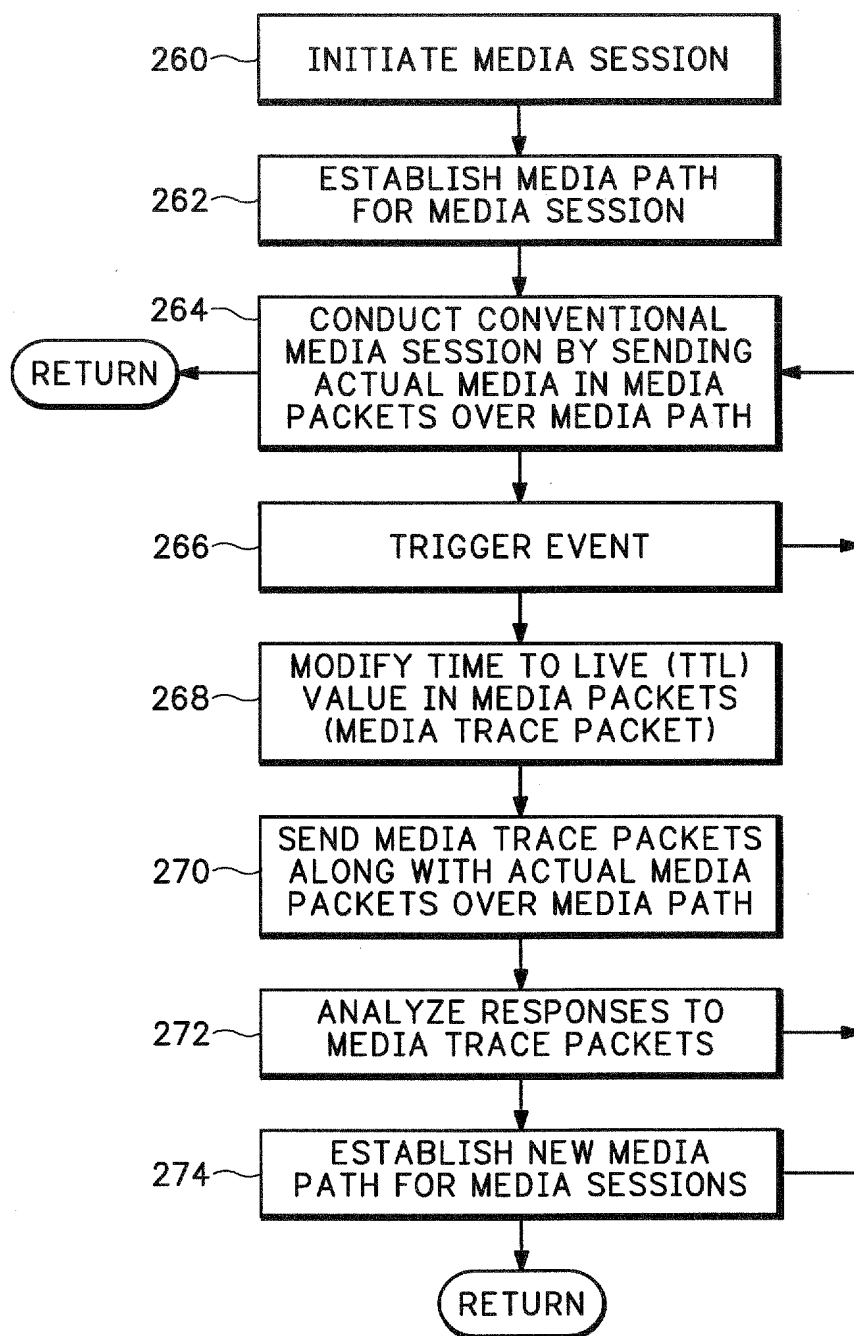 260
INITIATE MEDIA SESSION
262
ESTABLISH MEDIA PATH
FOR MEDIA SESSION
264
CONDUCT CONVENTIONAL
MEDIA SESSION BY SENDING
ACTUAL MEDIA IN MEDIA
PACKETS OVER MEDIA PATH
RETURN
266
TRIGGER EVENT
268
MODIFY TIME TO LIVE (TTL)
VALUE IN MEDIA PACKETS
(MEDIA TRACE PACKET)
270
SEND MEDIA TRACE PACKETS
ALONG WITH ACTUAL MEDIA
PACKETS OVER MEDIA PATH
272
ANALYZE RESPONSES TO
MEDIA TRACE PACKETS
274
ESTABLISH NEW MEDIA
PATH FOR MEDIA SESSIONS
RETURN